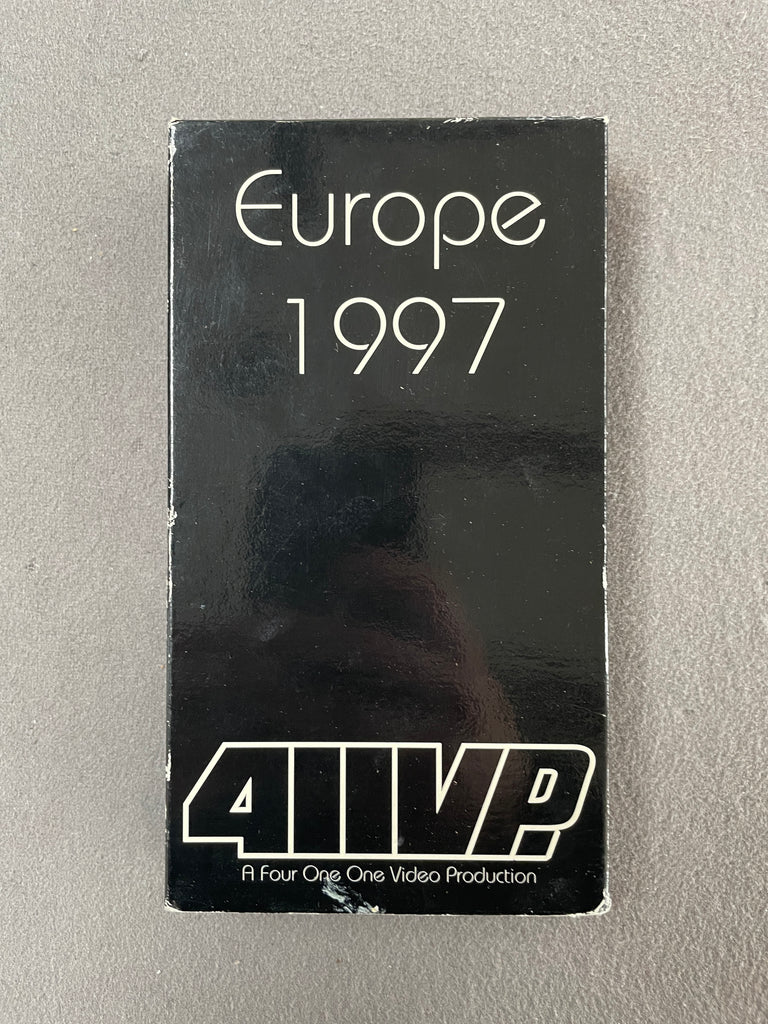 Europe
1997
411VP.
A Four One One Video Production